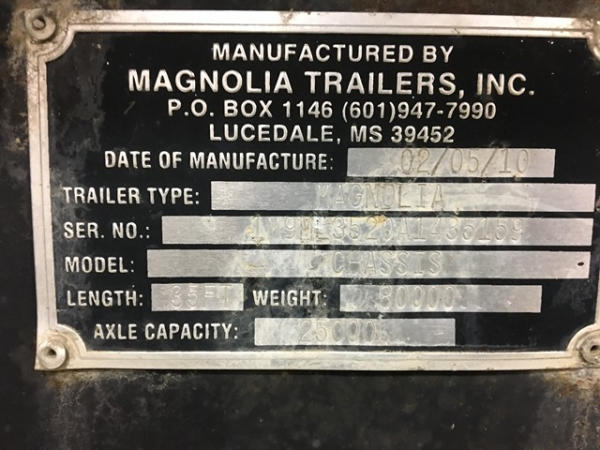 MANUFACTURED BY
MAGNOLIA TRAILERS, INC.
P.O. BOX 1146 (601)947-7990
LUCEDALE, MS 39452
DATE OF MANUFACTURE: 02/05/10
TRAILER TYPE: MAGNOLIA
SER. NO.:
MODEL: CHASSIS
LENGTH: 35FT WEIGHT:
AXLE CAPACITY: